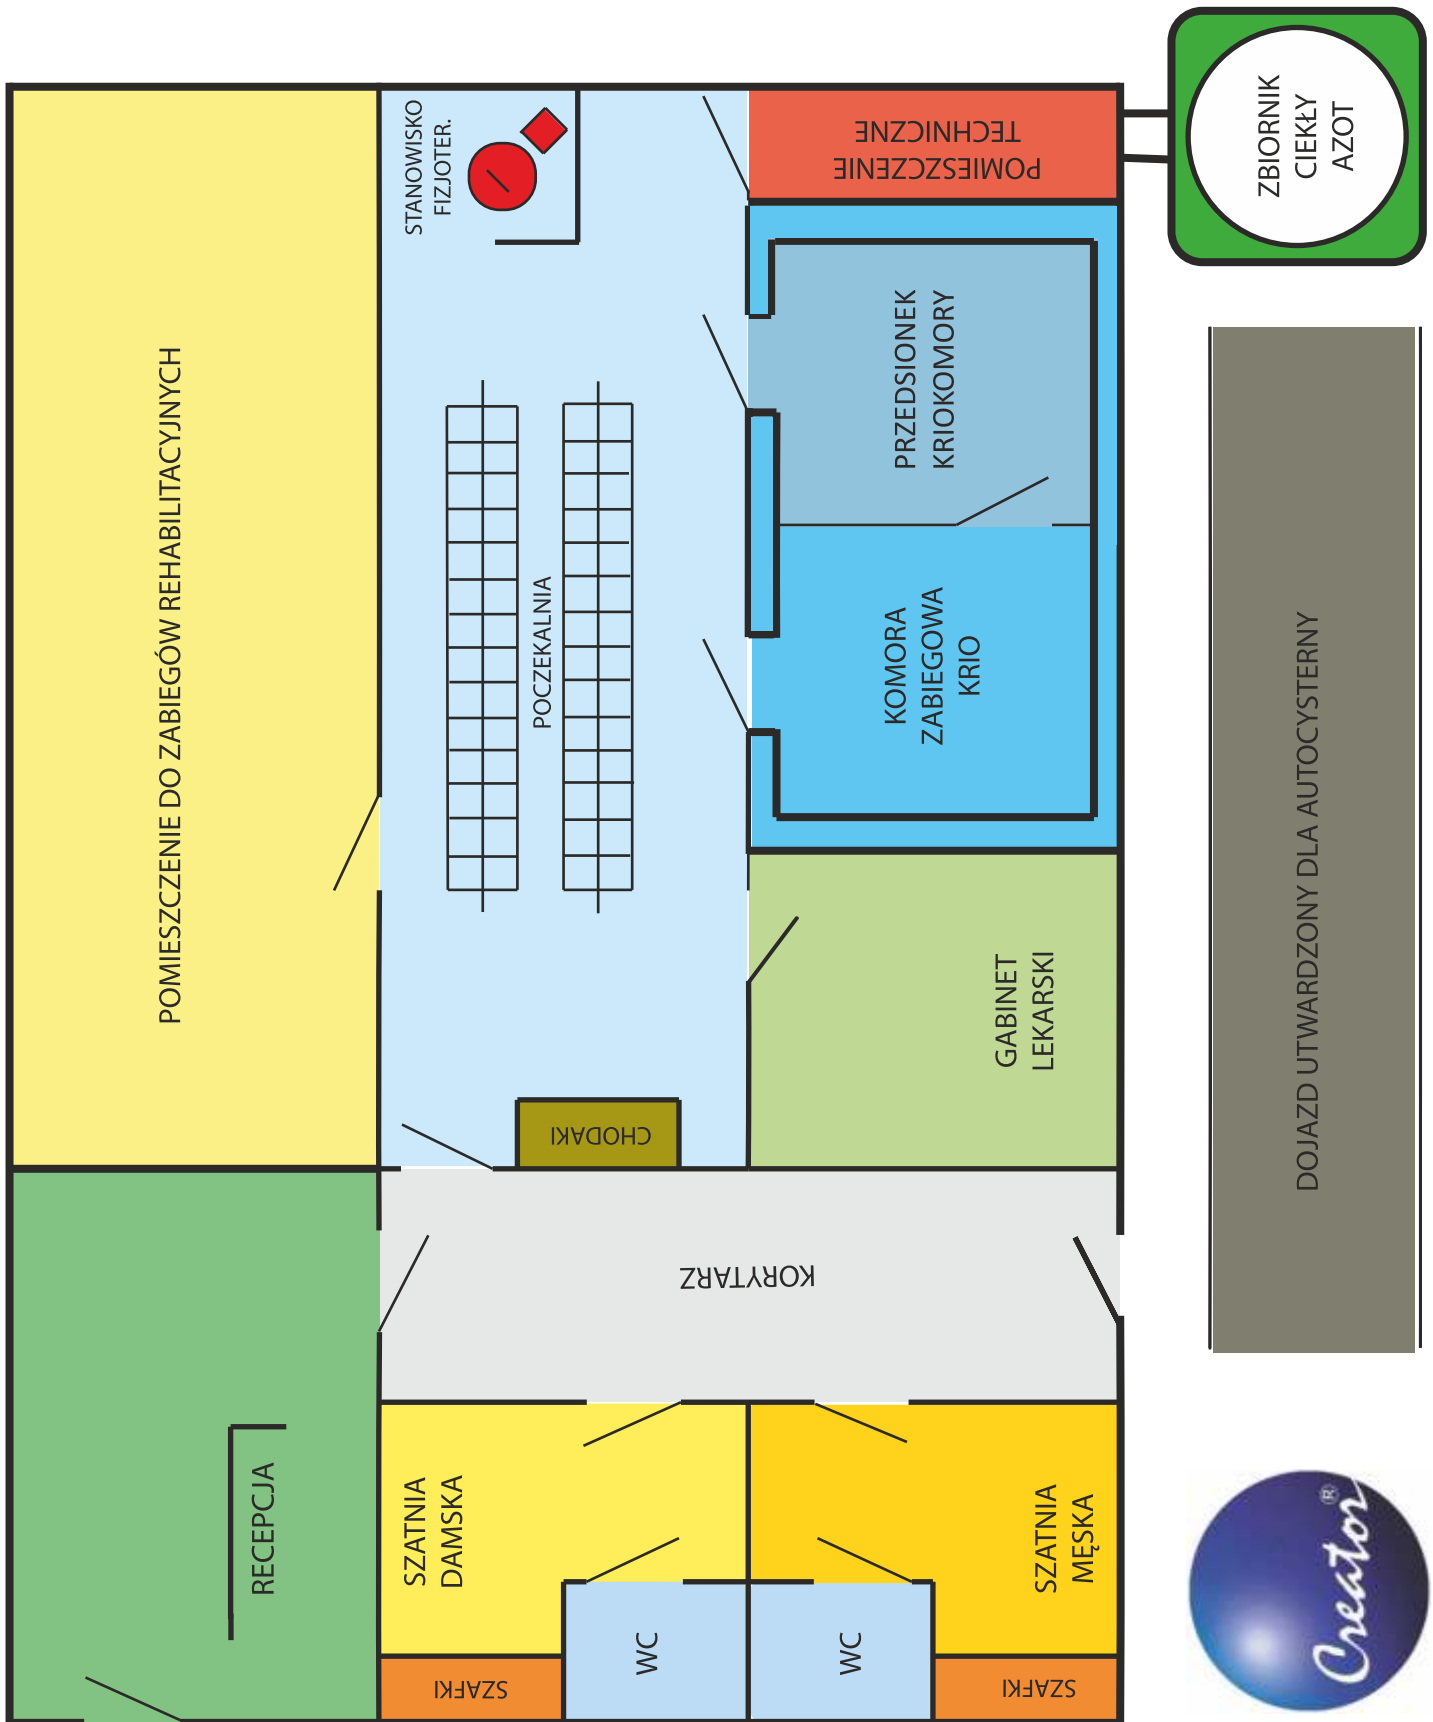 STANOWISKO
FIZJOTER.
POMIESZCZENIE
TECHNICZNE
ZBIORNIK
CIEKŁY
AZOT
POMIESZCZENIE DO ZABIEGÓW REHABILITACYJNYCH
PRZEDSIONEK
KRIOKOMORY
POCZEKALNIA
KOMORA
ZABIEGOWA
KRIO
DOJAZD UTWARDZONY DLA AUTOCYSTERNY
GABINET
LEKARSKI
CHODAKI
KORYTARZ
RECEPCJA
SZATNIA
DAMSKA
SZATNIA
MĘSKA
WC
WC
SZAFKI
SZAFKI
Creator®